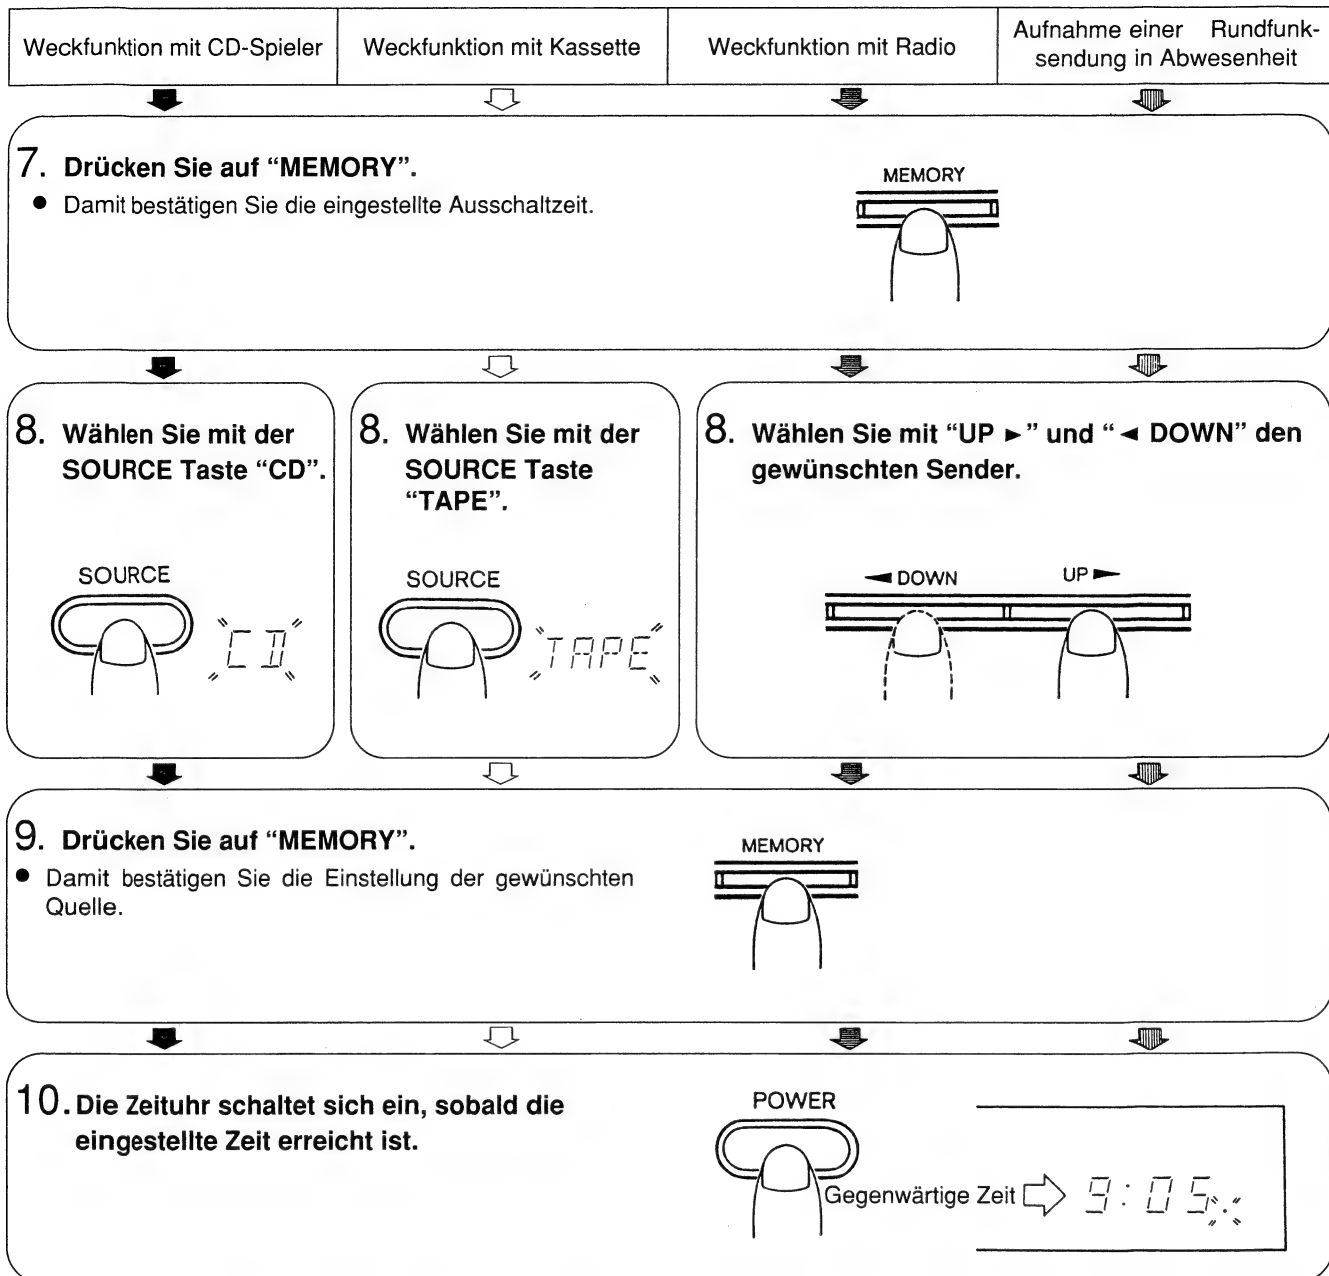 Weckfunktion mit CD-Spieler
Weckfunktion mit Kassette
Weckfunktion mit Radio
Aufnahme einer Rundfunk-
sendung in Abwesenheit
7. Drücken Sie auf “MEMORY”.
● Damit bestätigen Sie die eingestellte Ausschaltzeit.
MEMORY
8. Wählen Sie mit der
SOURCE Taste “CD”.
SOURCE
CD
8. Wählen Sie mit der
SOURCE Taste
“TAPE”.
SOURCE
TAPE
8. Wählen Sie mit “UP ►” und “◄ DOWN” den
gewünschten Sender.
◄ DOWN
UP ►
9. Drücken Sie auf “MEMORY”.
● Damit bestätigen Sie die Einstellung der gewünschten
Quelle.
MEMORY
10. Die Zeituhr schaltet sich ein, sobald die
eingestellte Zeit erreicht ist.
POWER
Gegenwärtige Zeit
9:05.